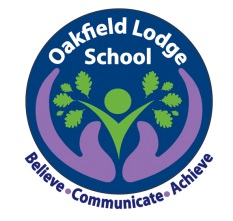 Oakfield Lodge
School
Believe•Communicate•Achieve